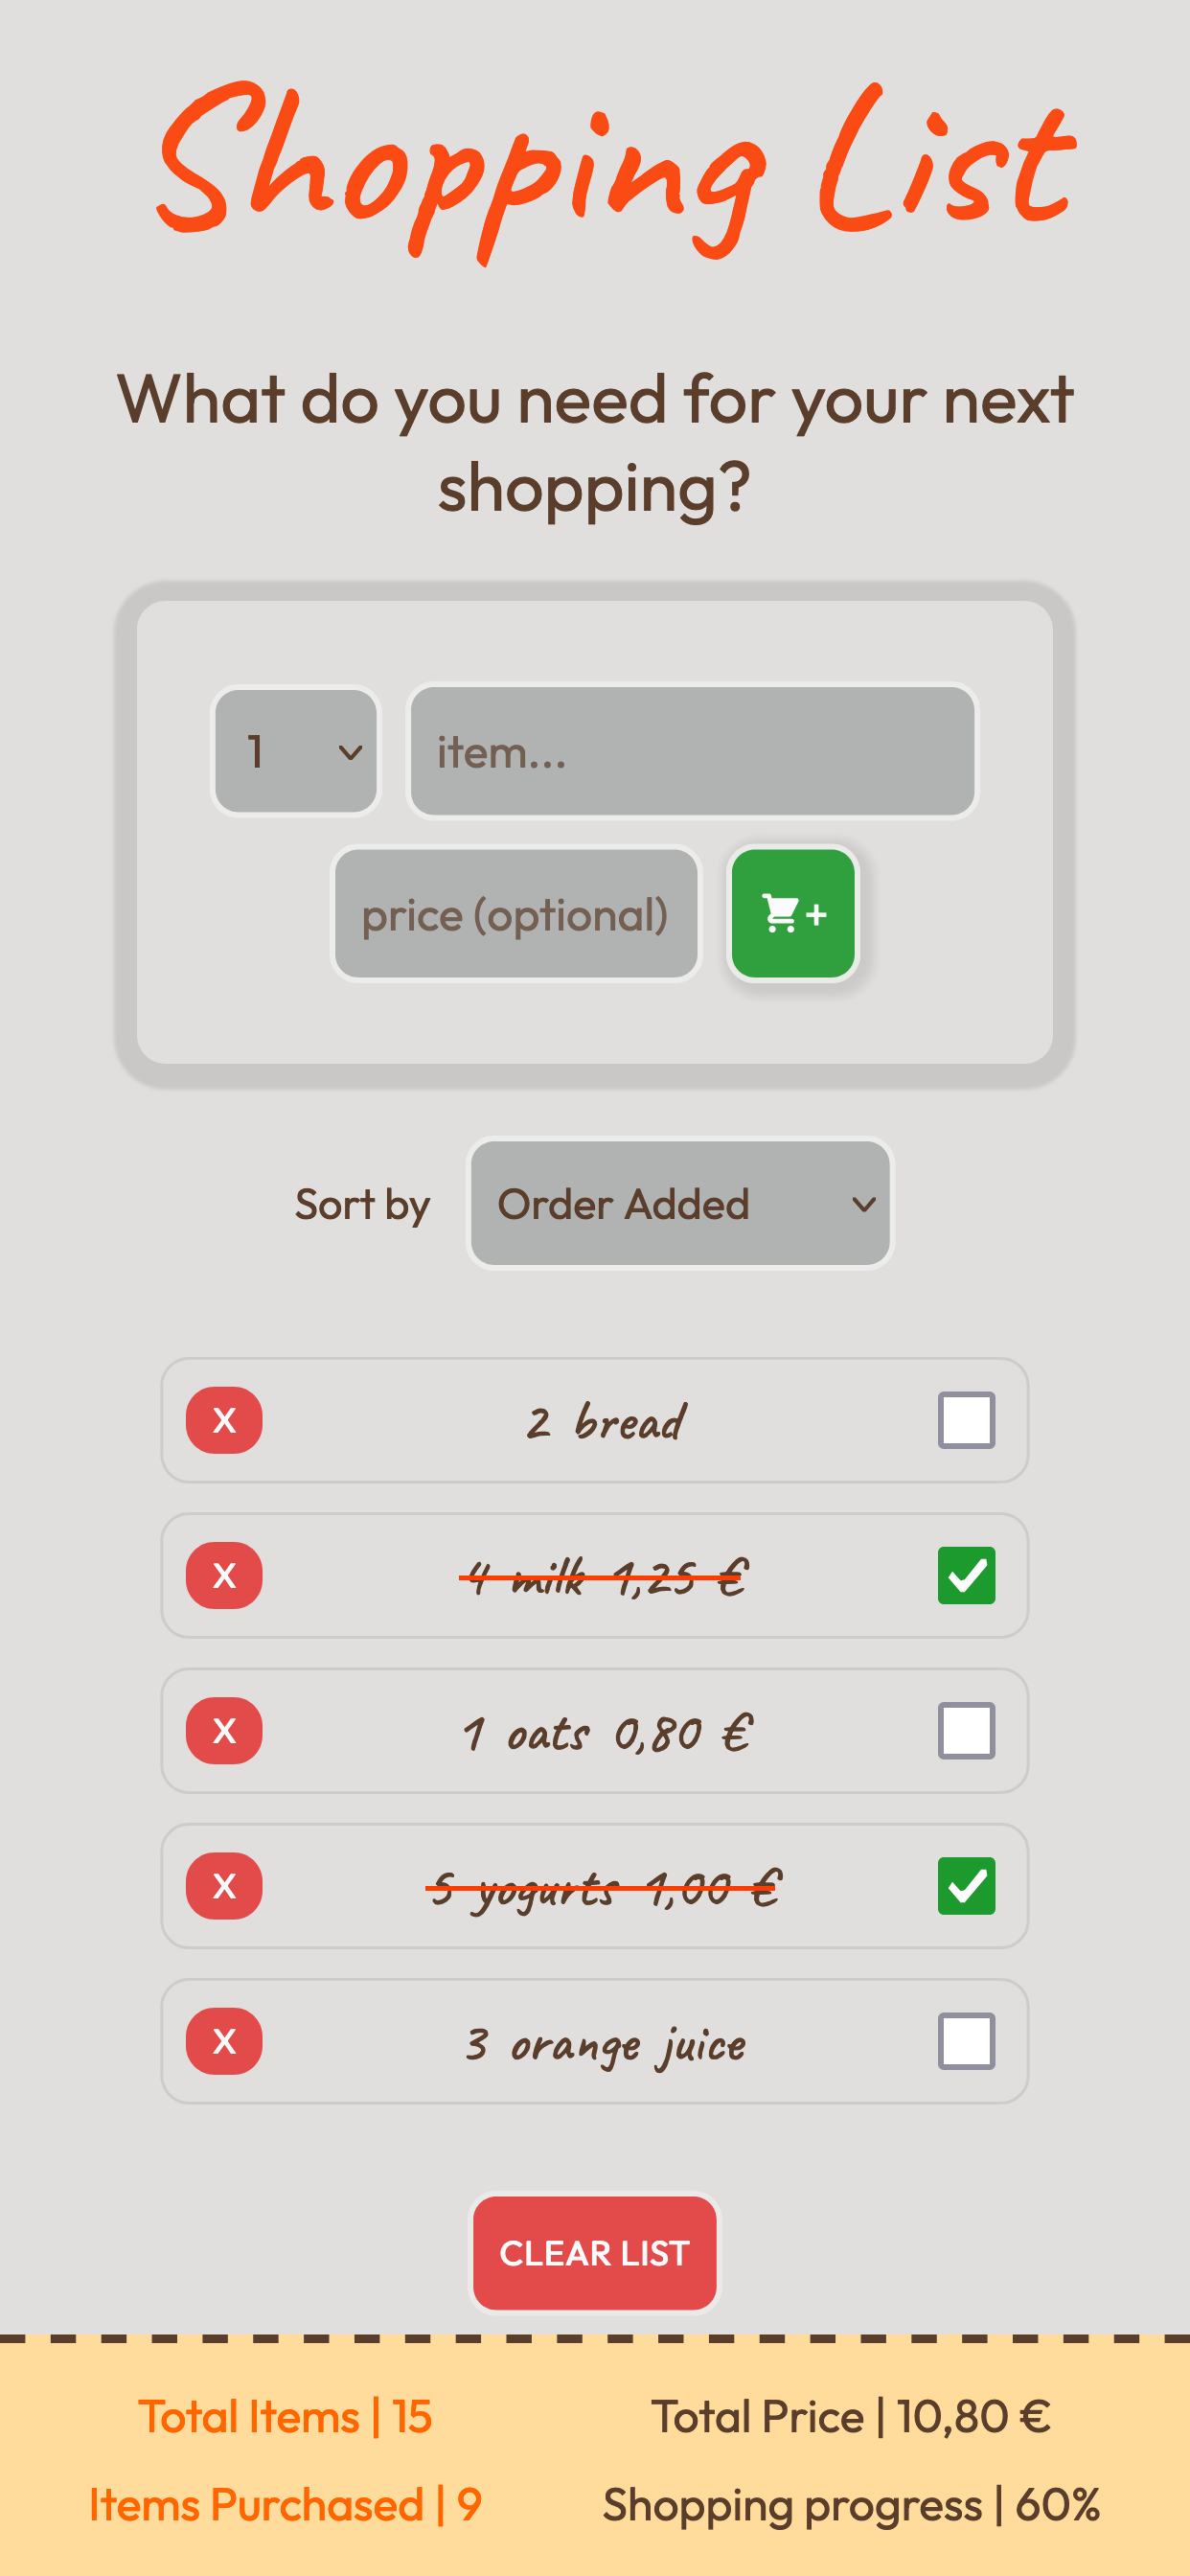 Shopping List
What do you need for your next
shopping?
1 item...
price (optional) +
Sort by Order Added
X 2 bread
X 4 milk 1,25 €
X 1 oats 0,80 €
X 5 yogurts 1,00 €
X 3 orange juice
CLEAR LIST
Total Items | 15 Total Price | 10,80 €
Items Purchased | 9 Shopping progress | 60%